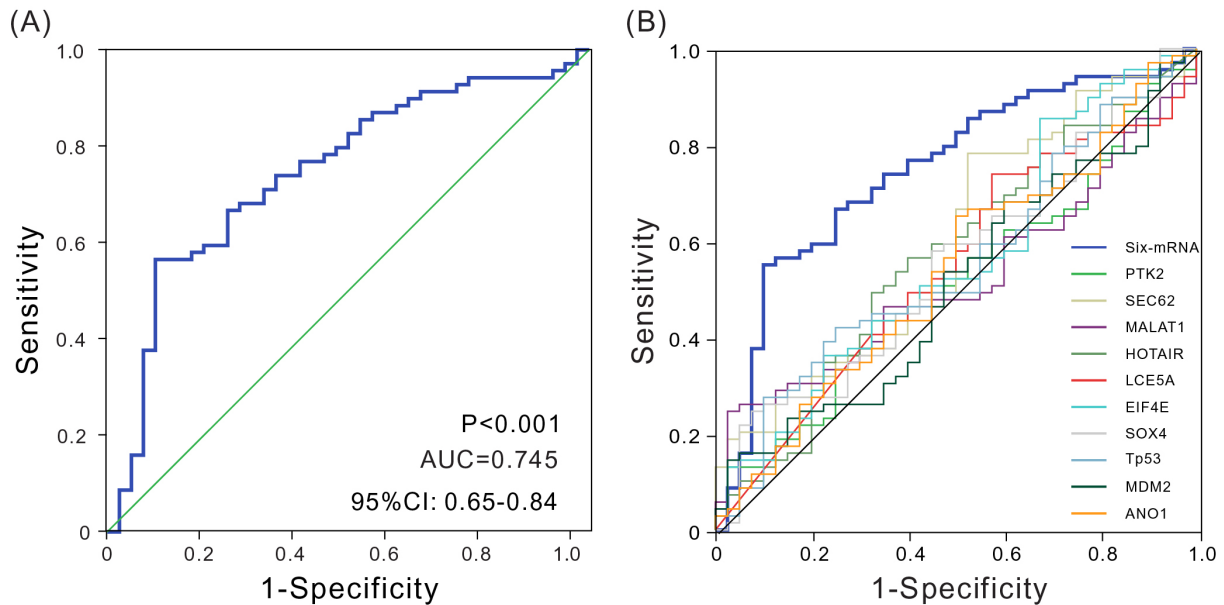 (A)
1.0
0.8
0.6
0.4
0.2
0
Sensitivity
P<0.001
AUC=0.745
95%CI: 0.65-0.84
0
0.2
0.4
0.6
0.8
1.0
1-Specificity
(B)
1.0
0.8
0.6
0.4
0.2
0
Sensitivity
Six-mRNA
PTK2
SEC62
MALAT1
HOTAIR
LCE5A
EIF4E
SOX4
Tp53
MDM2
ANO1
0
0.2
0.4
0.6
0.8
1.0
1-Specificity